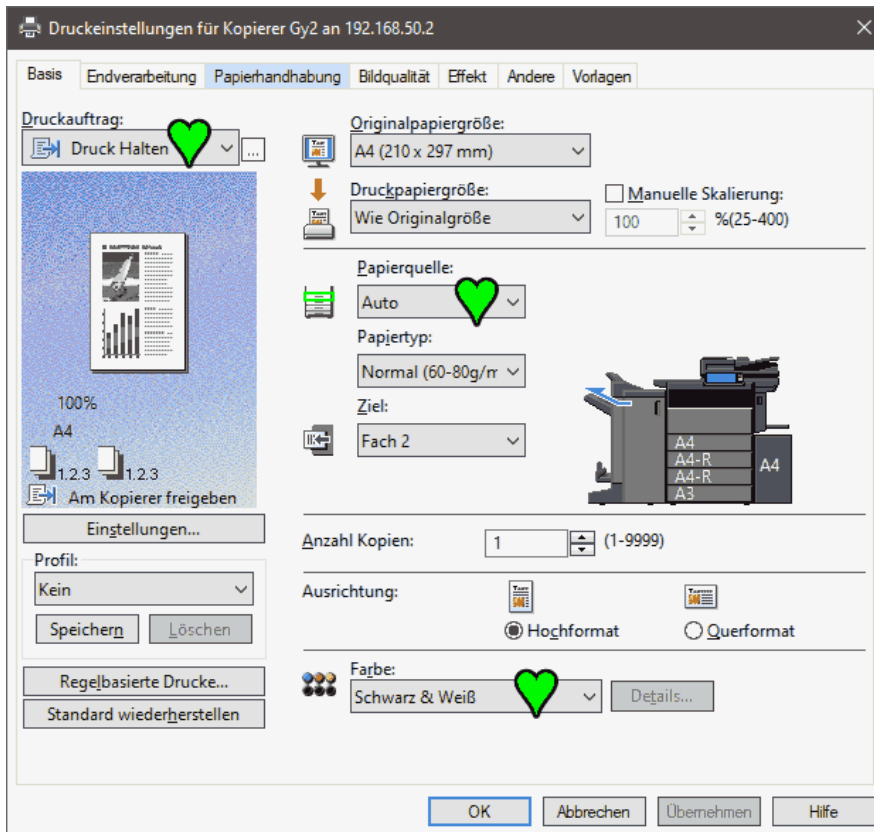 Druckeinstellungen für Kopierer Gy2 an 192.168.50.2
Basis Endverarbeitung Papierhandhabung Bildqualität Effekt Andere Vorlagen
Druckauftrag:
Druck Halten
...
100%
A4
1.2.3 1.2.3
Am Kopierer freigeben
Einstellungen...
Profil:
Kein
Speichern Löschen
Regelbasierte Drucke...
Standard wiederherstellen
Originalpapiergröße:
A4 (210 x 297 mm)
Druckpapiergröße:
Wie Originalgröße
Manuelle Skalierung:
100 %(25-400)
Papierquelle:
Auto
Papiertyp:
Normal (60-80g/m
Ziel:
Fach 2
A4
A4-R
A4-R
A3
A4
Anzahl Kopien: 1 (1-9999)
Ausrichtung:
Hochformat Querformat
Farbe:
Schwarz & Weiß Details...
OK Abbrechen Übernehmen Hilfe